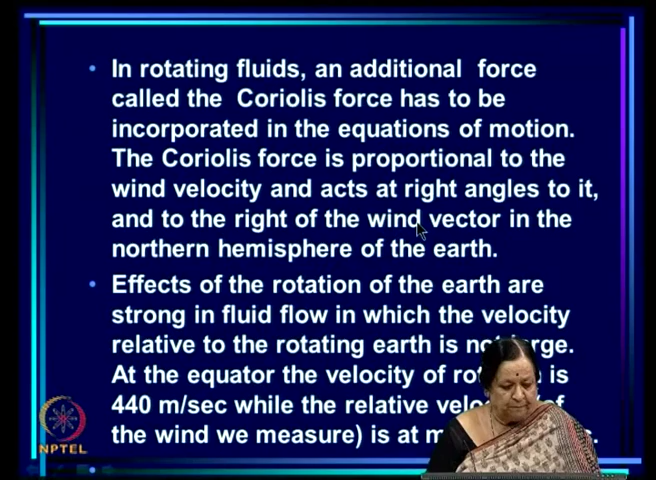 In rotating fluids, an additional force
called the Coriolis force has to be
incorporated in the equations of motion.
The Coriolis force is proportional to the
wind velocity and acts at right angles to it,
and to the right of the wind vector in the
northern hemisphere of the earth.
Effects of the rotation of the earth are
strong in fluid flow in which the velocity
relative to the rotating earth is not large.
At the equator the velocity of is
440 m/sec while the relative of
the wind we measure) is at
NPTEL